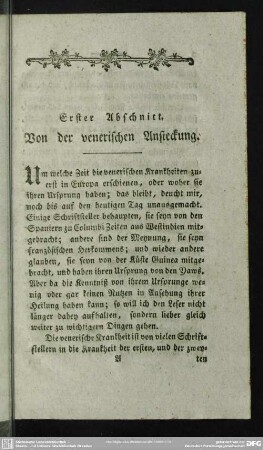 Erster Abschnitt.
Von der venerischen Ansteckung.
Um welche Zeit die venerischen Krankheiten zu-
erst in Europa erschienen, oder woher sie
ihren Ursprung haben; das bleibt, deucht mir,
noch bis auf den heutigen Tag unausgemacht.
Einige Schriftsteller behaupten, sie seyn von den
Spaniern zu Columbi Zeiten aus Westindien mit-
gebracht; andere sind der Meynung, sie seyn
französischen Herkommens; und wieder andere
glauben, sie seyn von der Küste Guinea mitge-
bracht, und haben ihren Ursprung von den Yaws.
Aber da die Kenntniß von ihrem Ursprunge we-
nig oder gar keinen Nutzen in Ansehung ihrer
Heilung haben kann; so will ich den Leser nicht
länger dabey aufhalten, sondern lieber gleich
weiter zu wichtigern Dingen gehen.
Die venerische Krankheit ist von vielen Schrift-
stellern in die Krankheit der ersten, und der zwey-
A
ten